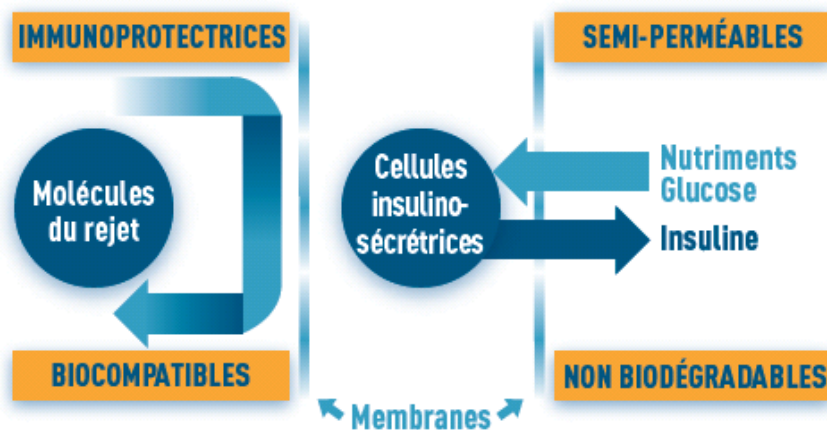 IMMUNOPROTECTRICES
SEMI-PERMÉABLES
Molécules
du rejet
Cellules
insulino-
sécrétrices
Nutriments
Glucose
Insuline
BIOCOMPATIBLES
NON BIODÉGRADABLES
Membranes